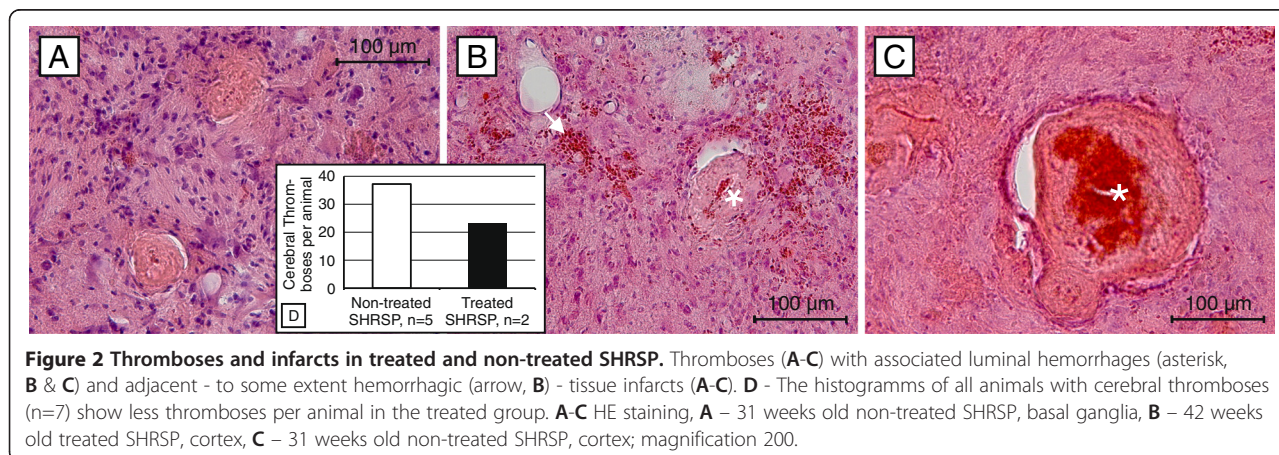 A
100 µm
B
100 µm
C
100 µm
Cerebral Throm-
boses per animal
40
30
20
10
0
Non-treated
SHRSP, n=5
Treated
SHRSP, n=2
D
Figure 2 Thromboses and infarcts in treated and non-treated SHRSP. Thromboses (A-C) with associated luminal hemorrhages (asterisk,
B & C) and adjacent - to some extent hemorrhagic (arrow, B) - tissue infarcts (A-C). D - The histogramms of all animals with cerebral thromboses
(n=7) show less thromboses per animal in the treated group. A-C HE staining, A – 31 weeks old non-treated SHRSP, basal ganglia, B – 42 weeks
old treated SHRSP, cortex, C – 31 weeks old non-treated SHRSP, cortex; magnification 200.